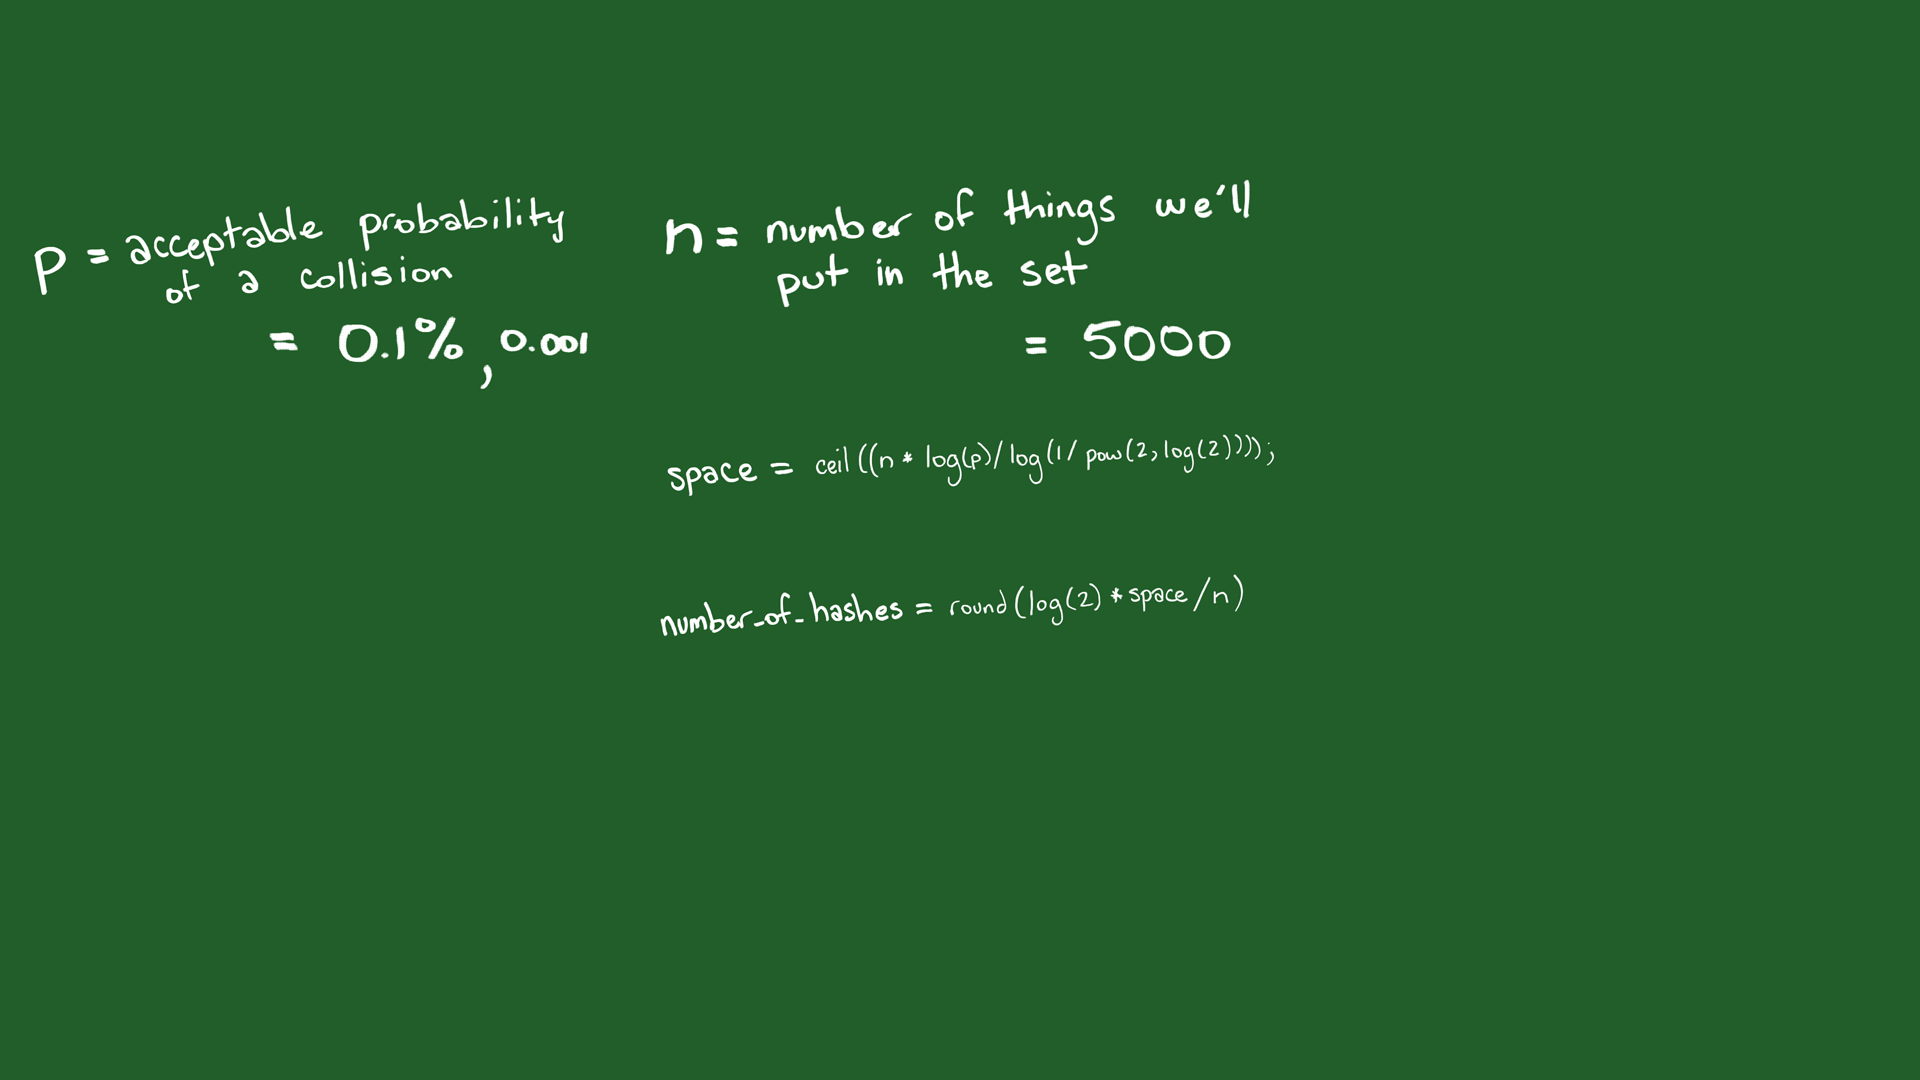 p = acceptable probability
of a collision
= 0.1%, 0.001
n = number of things we'll
put in the set
= 5000
space = ceil((n * log(p)/log(1/pow(2,log(2))));
number_of_hashes = round(log(2) * space/n)